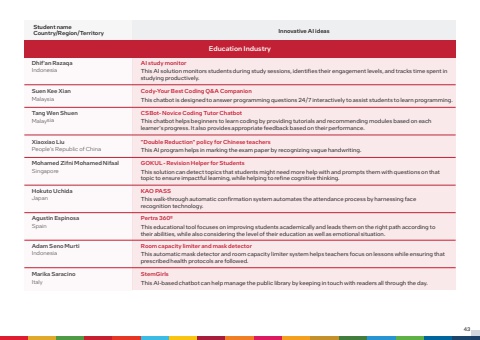 Student name
Country/Region/Territory
Innovative AI ideas
Education Industry
Dhif'an Razaqa
Indonesia
AI study monitor
This AI solution monitors students during study sessions, identifies their engagement levels, and tracks time spent in
studying productively.
Suen Kee Xian
Malaysia
Cody-Your Best Coding Q&A Companion
This chatbot is designed to answer programming questions 24/7 interactively to assist students to learn programming.
Tang Wen Shuen
Malaysia
CSBot- Novice Coding Tutor Chatbot
This chatbot helps beginners to learn coding by providing tutorials and recommending modules based on each
learner's progress. It also provides appropriate feedback based on their performance.
Xiaoxiao Liu
People's Republic of China
"Double Reduction" policy for Chinese teachers
This AI program helps in marking the exam paper by recognizing vague handwriting.
Mohamed Zifni Mohamed Nifsal
Singapore
GOKUL - Revision Helper for Students
This solution can detect topics that students might need more help with and prompts them with questions on that
topic to ensure impactful learning, while helping to refine cognitive thinking.
Hokuto Uchida
Japan
KAO PASS
This walk-through automatic confirmation system automates the attendance process by harnessing face
recognition technology.
Agustin Espinosa
Spain
Pertra 360º
This educational tool focuses on improving students academically and leads them on the right path according to
their abilities, while also considering the level of their education as well as emotional situation.
Adam Seno Murti
Indonesia
Room capacity limiter and mask detector
This automatic mask detector and room capacity limiter system helps teachers focus on lessons while ensuring that
prescribed health protocols are followed.
Marika Saracino
Italy
StemGirls
This AI-based chatbot can help manage the public library by keeping in touch with readers all through the day.
43